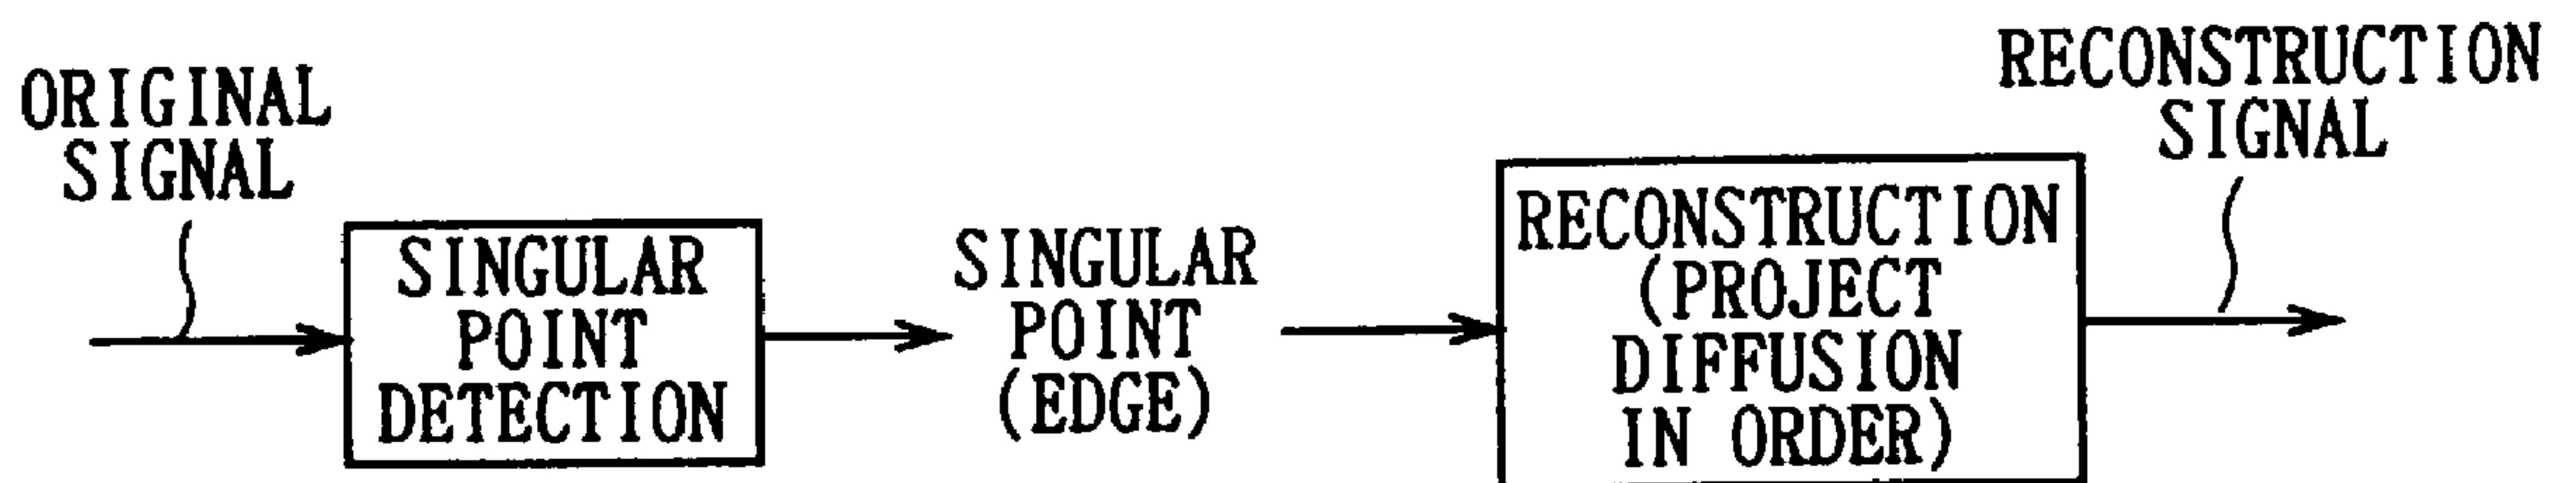 ORIGINAL
SIGNAL
SINGULAR
POINT
DETECTION
SINGULAR
POINT
(EDGE)
RECONSTRUCTION
(PROJECT
DIFFUSION
IN ORDER)
RECONSTRUCTION
SIGNAL